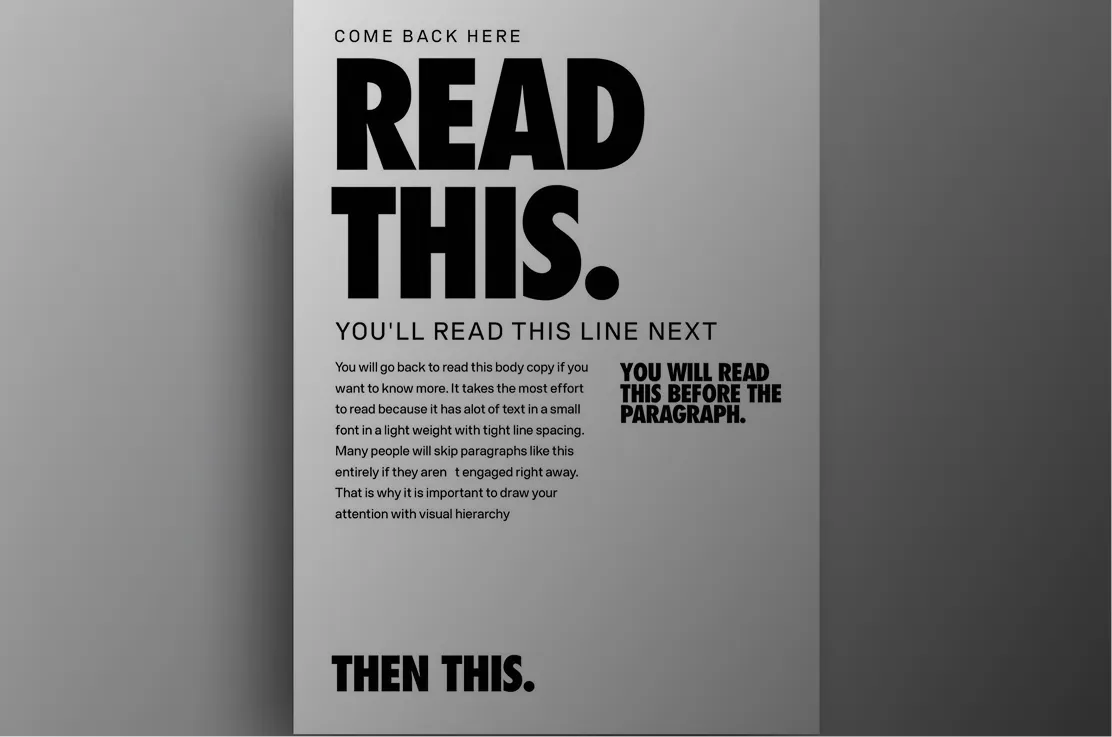 COME BACK HERE
READ
THIS.
YOU'LL READ THIS LINE NEXT
You will go back to read this body copy if you
want to know more. It takes the most effort
to read because it has alot of text in a small
font in a light weight with tight line spacing.
Many people will skip paragraphs like this
entirely if they aren t engaged right away.
That is why it is important to draw your
attention with visual hierarchy
YOU WILL READ
THIS BEFORE THE
PARAGRAPH.
THEN THIS.